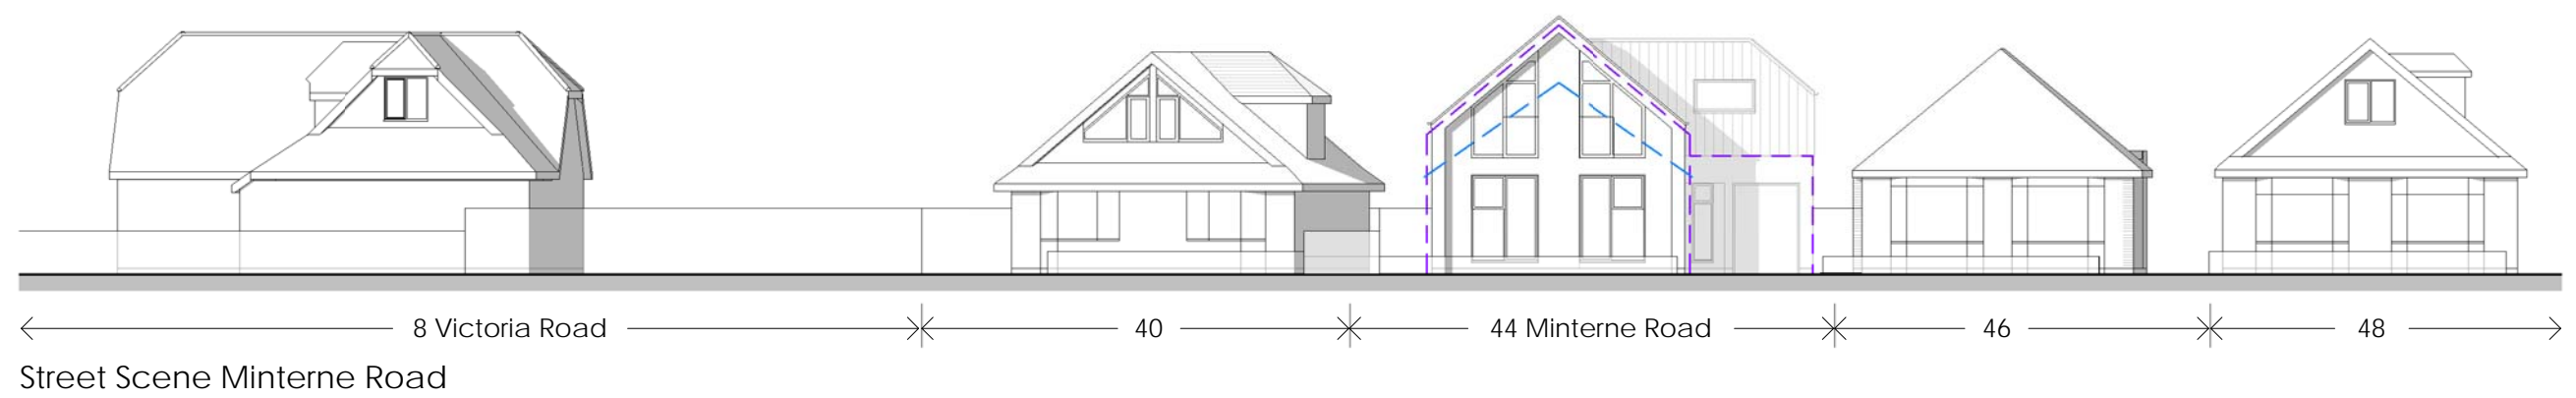 8 Victoria Road 40 44 Minterne Road 46 48
Street Scene Minterne Road